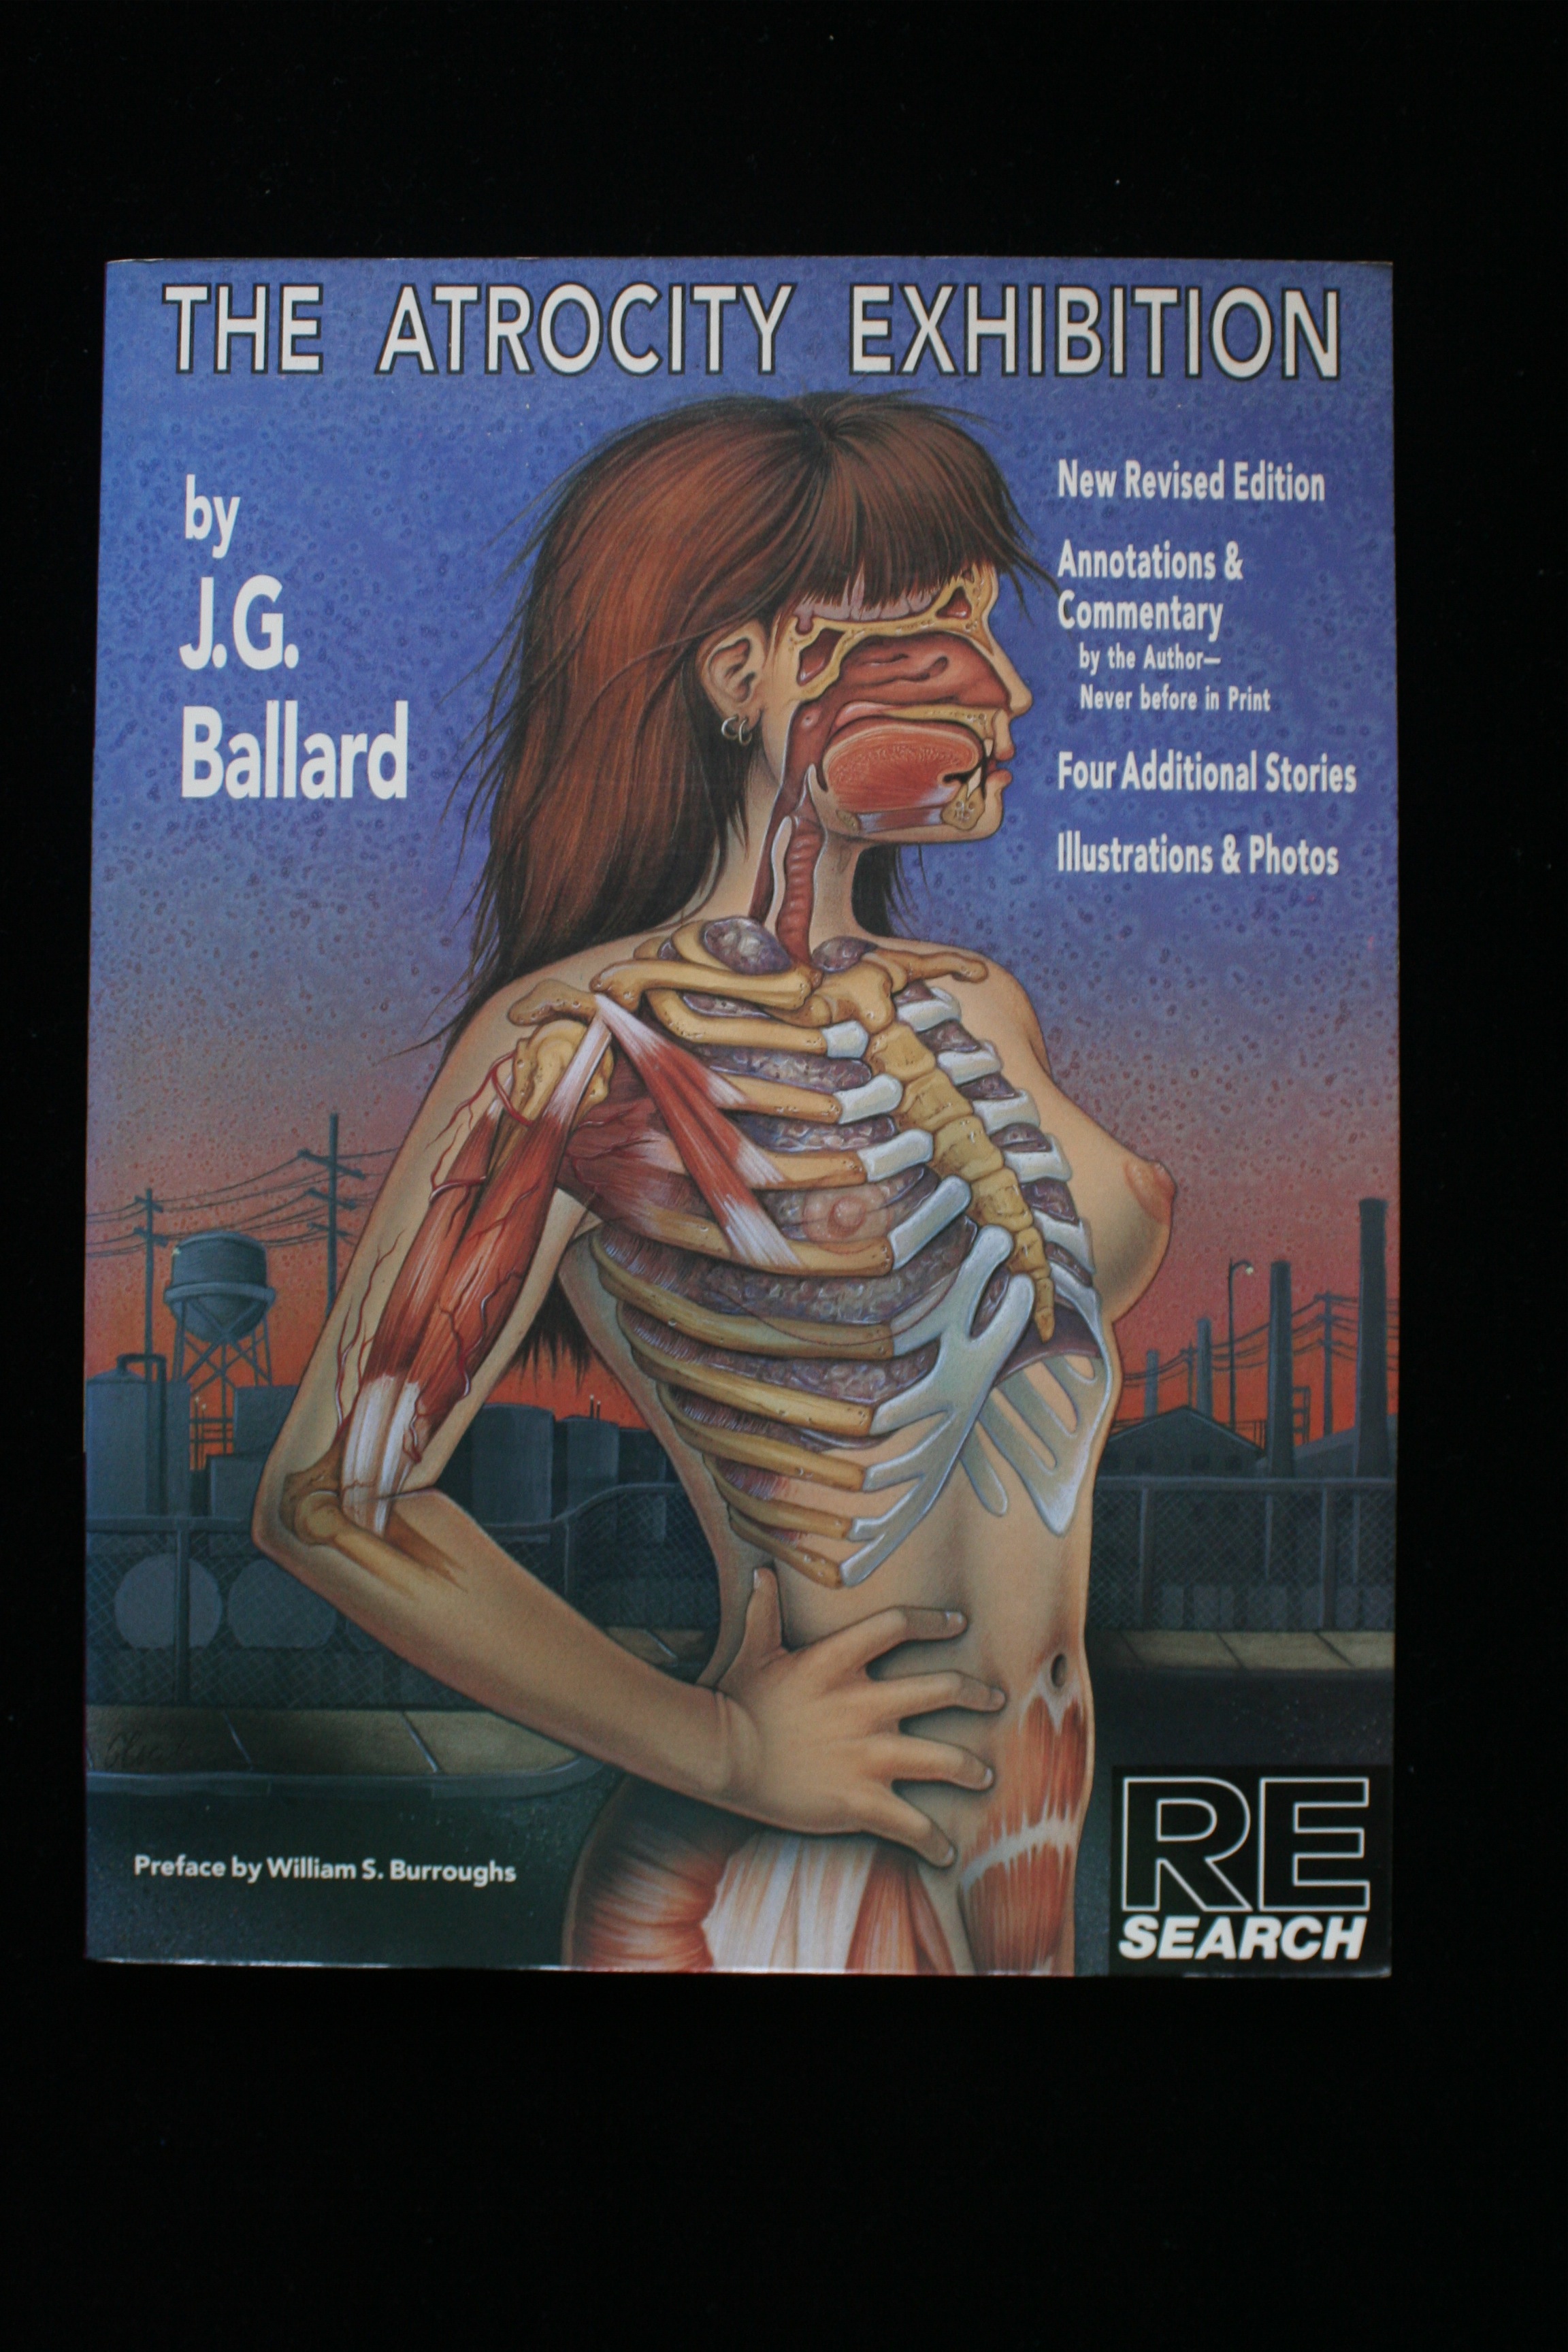 THE ATROCITY EXHIBITION
by
J.G.
Ballard
New Revised Edition
Annotations &
Commentary
by the Author—
Never before in Print
Four Additional Stories
Illustrations & Photos
Preface by William S. Burroughs
RE
SEARCH